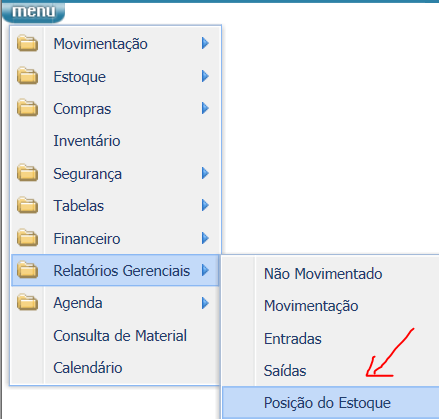 menu
Movimentação
Estoque
Compras
Inventário
Segurança
Tabelas
Financeiro
Relatórios Gerenciais
Agenda
Consulta de Material
Calendário
Não Movimentado
Movimentação
Entradas
Saídas
Posição do Estoque